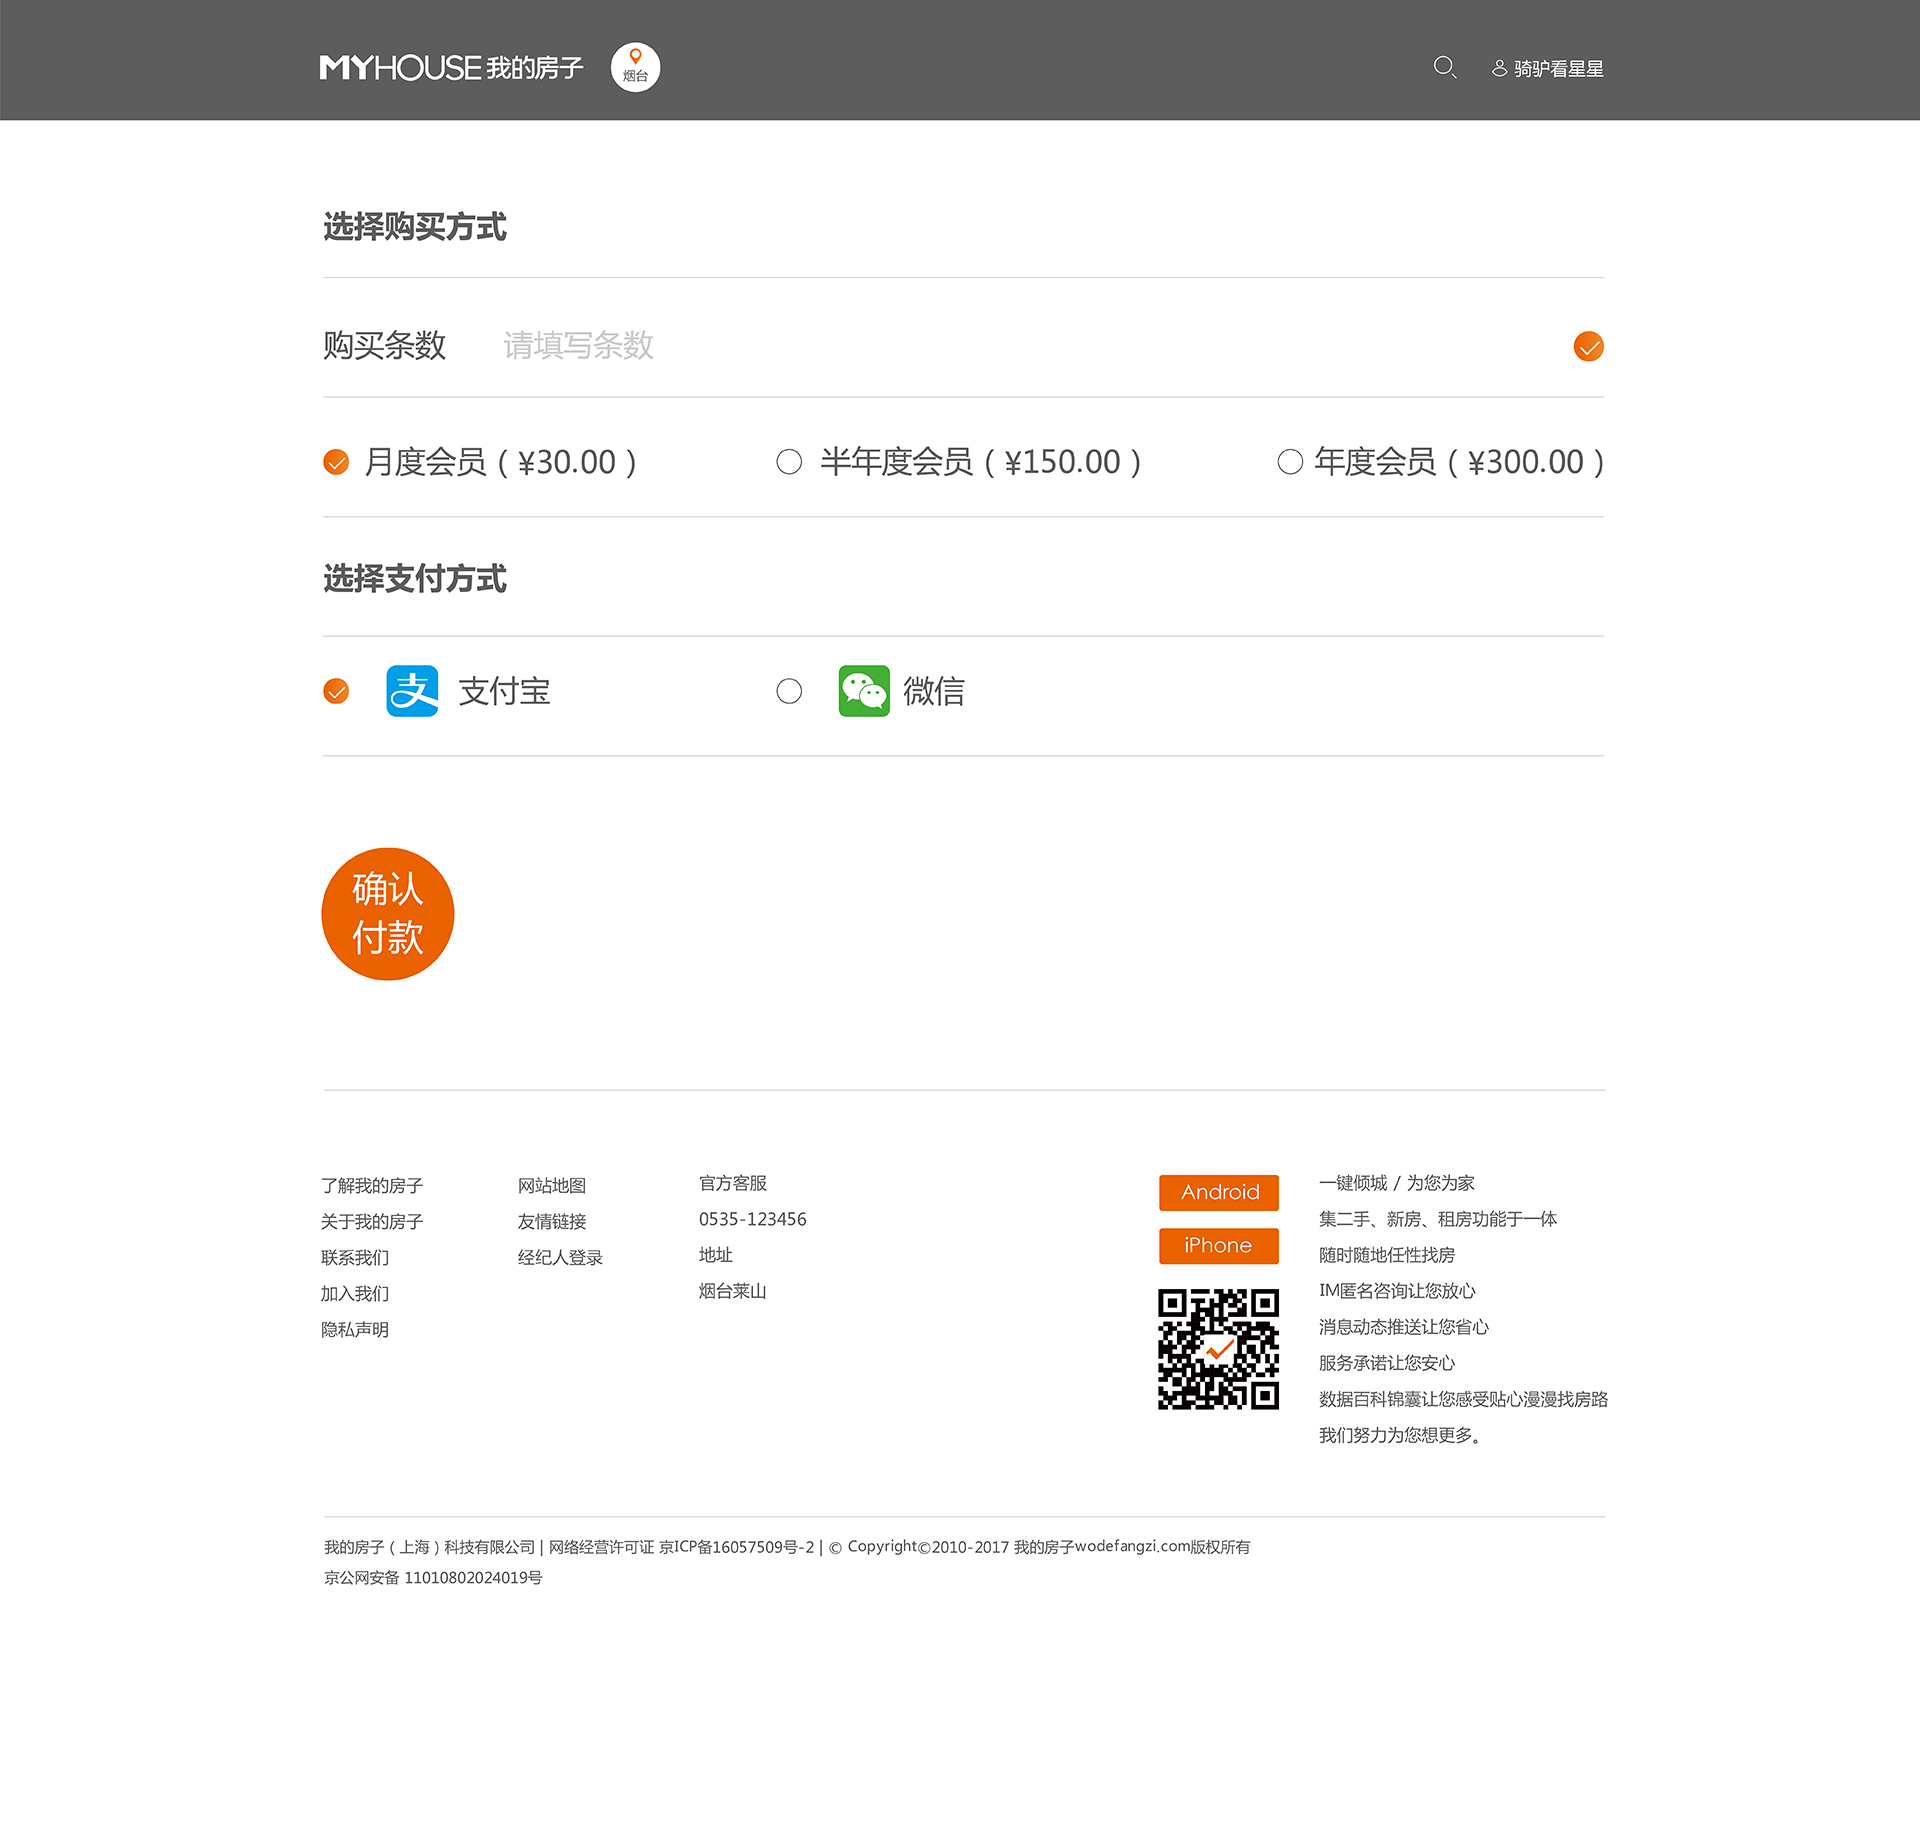 MYHOUSE 我的房子
烟台
骑驴看星星
选择购买方式
购买条数 请填写条数
月度会员（¥30.00） 半年度会员（¥150.00） 年度会员（¥300.00）
选择支付方式
支 支付宝 微信
确认
付款
了解我的房子
关于我的房子
联系我们
加入我们
隐私声明
网站地图
友情链接
经纪人登录
官方客服
0535-123456
地址
烟台莱山
Android
iPhone
一键倾城 / 为您为家
集二手、新房、租房功能于一体
随时随地任性找房
IM匿名咨询让您放心
消息动态推送让您省心
服务承诺让您安心
数据百科锦囊让您感受贴心漫漫找房路
我们努力为您想更多。
我的房子（上海）科技有限公司 | 网络经营许可证 京ICP备16057509号-2 | © Copyright©2010-2017 我的房子wodefangzi.com版权所有
京公网安备 11010802024019号